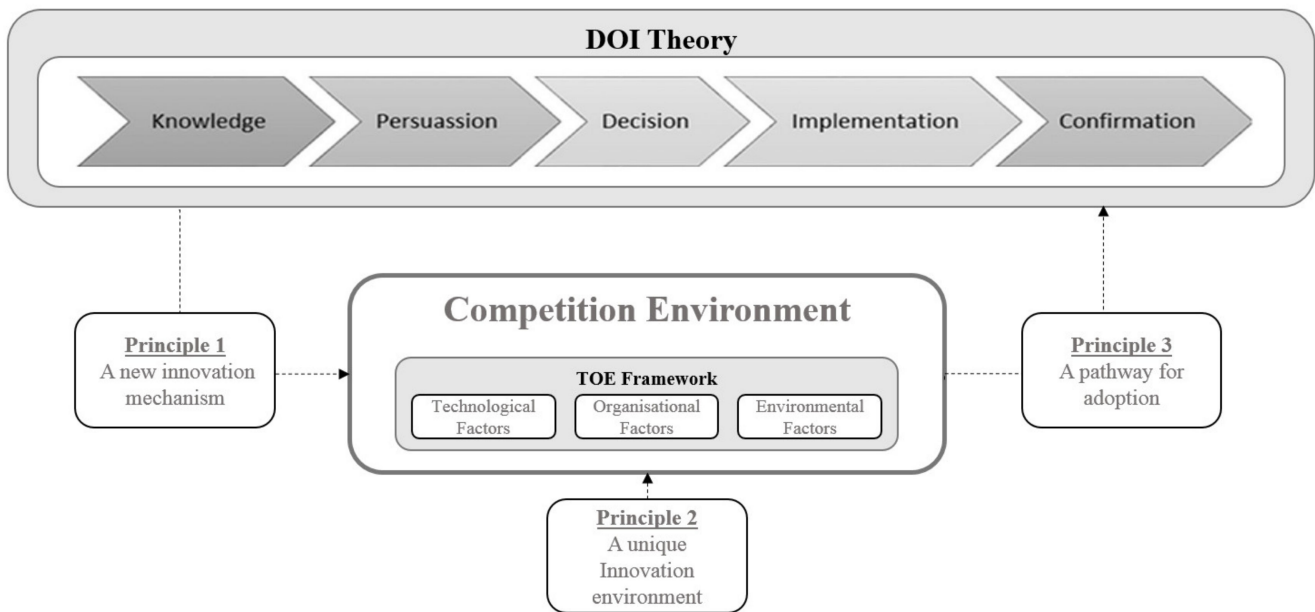 DOI Theory
Knowledge
Persuassion
Decision
Implementation
Confirmation
Competition Environment
Principle 1
A new innovation
mechanism
TOE Framework
Technological
Factors
Organisational
Factors
Environmental
Factors
Principle 3
A pathway for
adoption
Principle 2
A unique
Innovation
environment